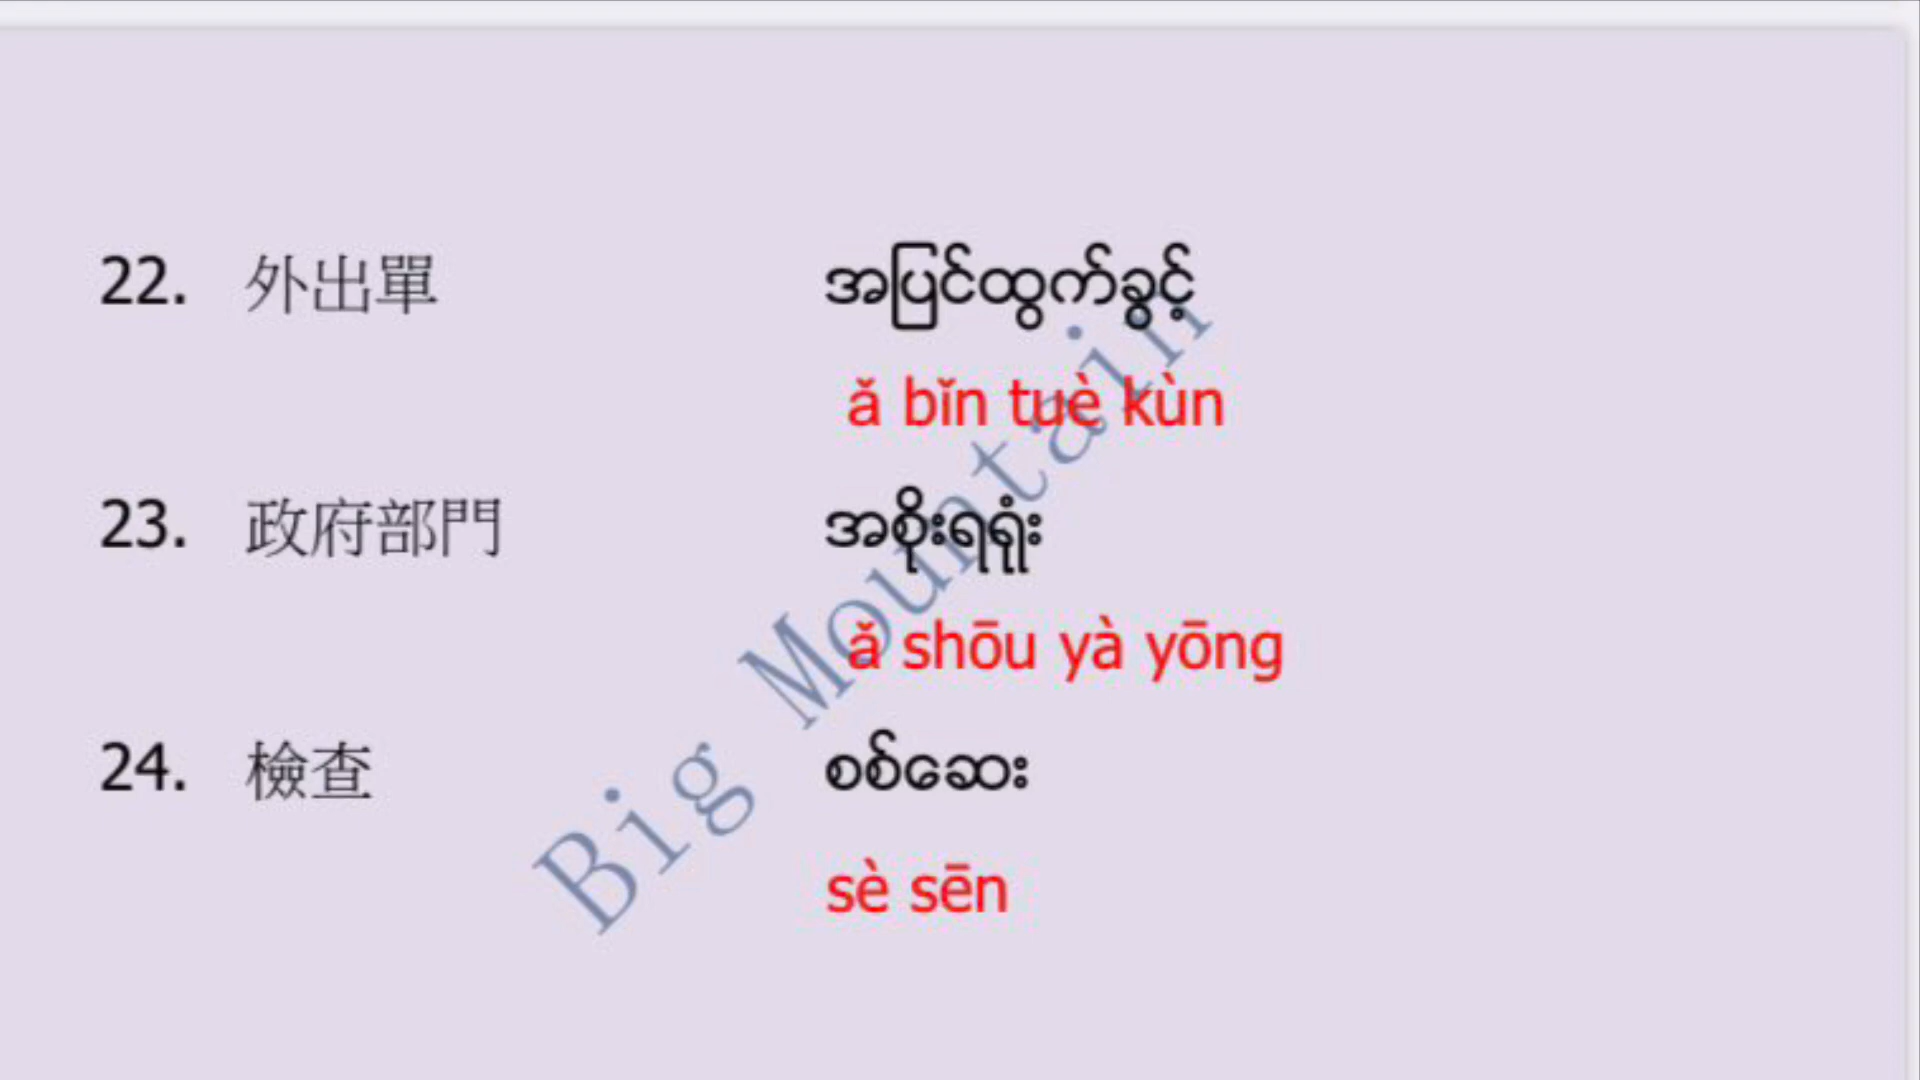 22. 外出單 အပြင်ထွက်ခွင့်
ǎ bǐn tuè kùn
23. 政府部門 အစိုးရရုံး
ǎ shōu yà yōng
24. 檢查 စစ်ဆေး
sè sēn
Big Mountain